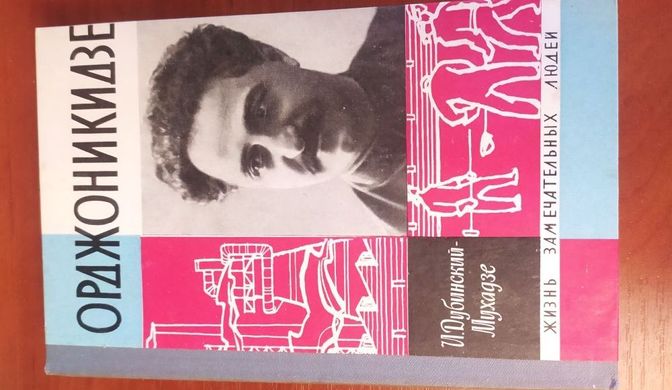 ОРДЖОНИКИДЗЕ
И Дубинский-
Мухадзе
ЖИЗНЬ ЗАМЕЧАТЕЛЬНЫХ ЛЮДЕЙ